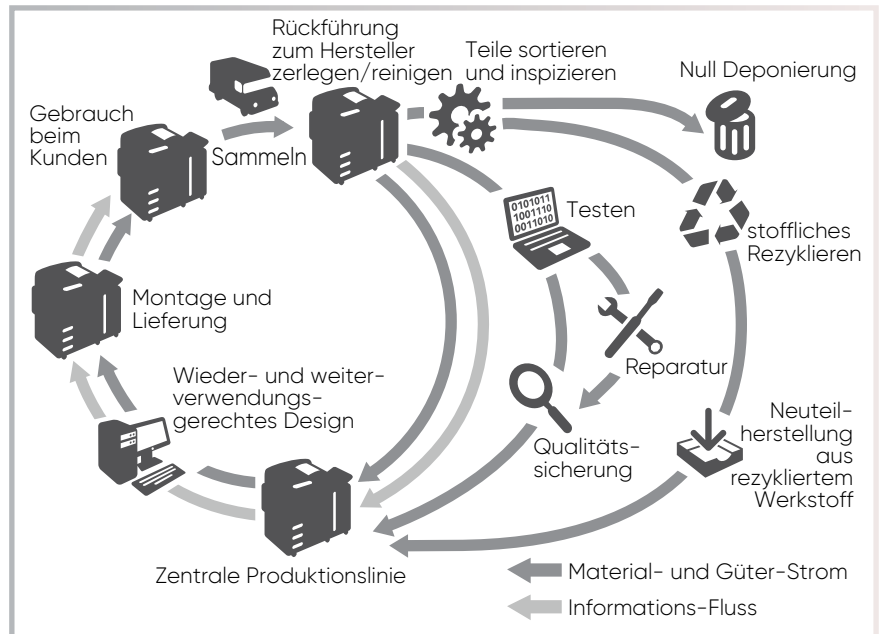 Rückführung
zum Hersteller
zerlegen/reinigen
Teile sortieren
und inspizieren
Null Deponierung
Gebrauch
beim
Kunden
Sammeln
0101011
1001110
0011010
Testen
stoffliches
Rezyklieren
Montage und
Lieferung
Reparatur
Wieder- und weiter-
verwendungs-
gerechtes Design
Neuteil-
herstellung
aus
rezykliertem
Werkstoff
Qualitäts-
sicherung
Zentrale Produktionslinie
Material- und Güter-Strom
Informations-Fluss